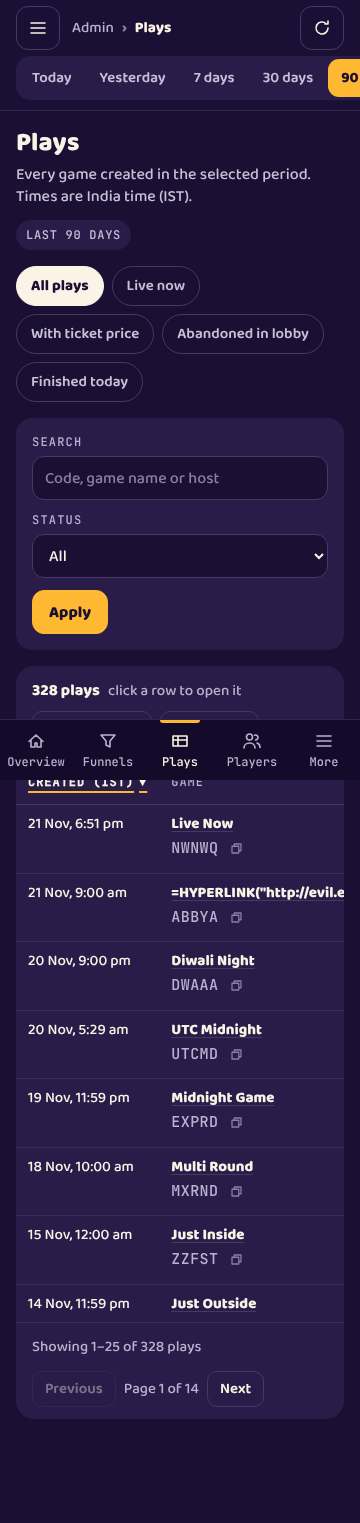 Admin › Plays
Today Yesterday 7 days 30 days 90
Plays
Every game created in the selected period.
Times are India time (IST).
LAST 90 DAYS
All plays Live now
With ticket price Abandoned in lobby
Finished today
SEARCH
Code, game name or host
STATUS
All
Apply
328 plays click a row to open it
Overview Funnels Plays Players More
CREATED (IST) ▼ GAME
21 Nov, 6:51 pm Live Now
NWNWQ
21 Nov, 9:00 am =HYPERLINK("http://evil.e
ABBYA
20 Nov, 9:00 pm Diwali Night
DWAAA
20 Nov, 5:29 am UTC Midnight
UTCMD
19 Nov, 11:59 pm Midnight Game
EXPRD
18 Nov, 10:00 am Multi Round
MXRND
15 Nov, 12:00 am Just Inside
ZZFST
14 Nov, 11:59 pm Just Outside
Showing 1–25 of 328 plays
Previous Page 1 of 14 Next